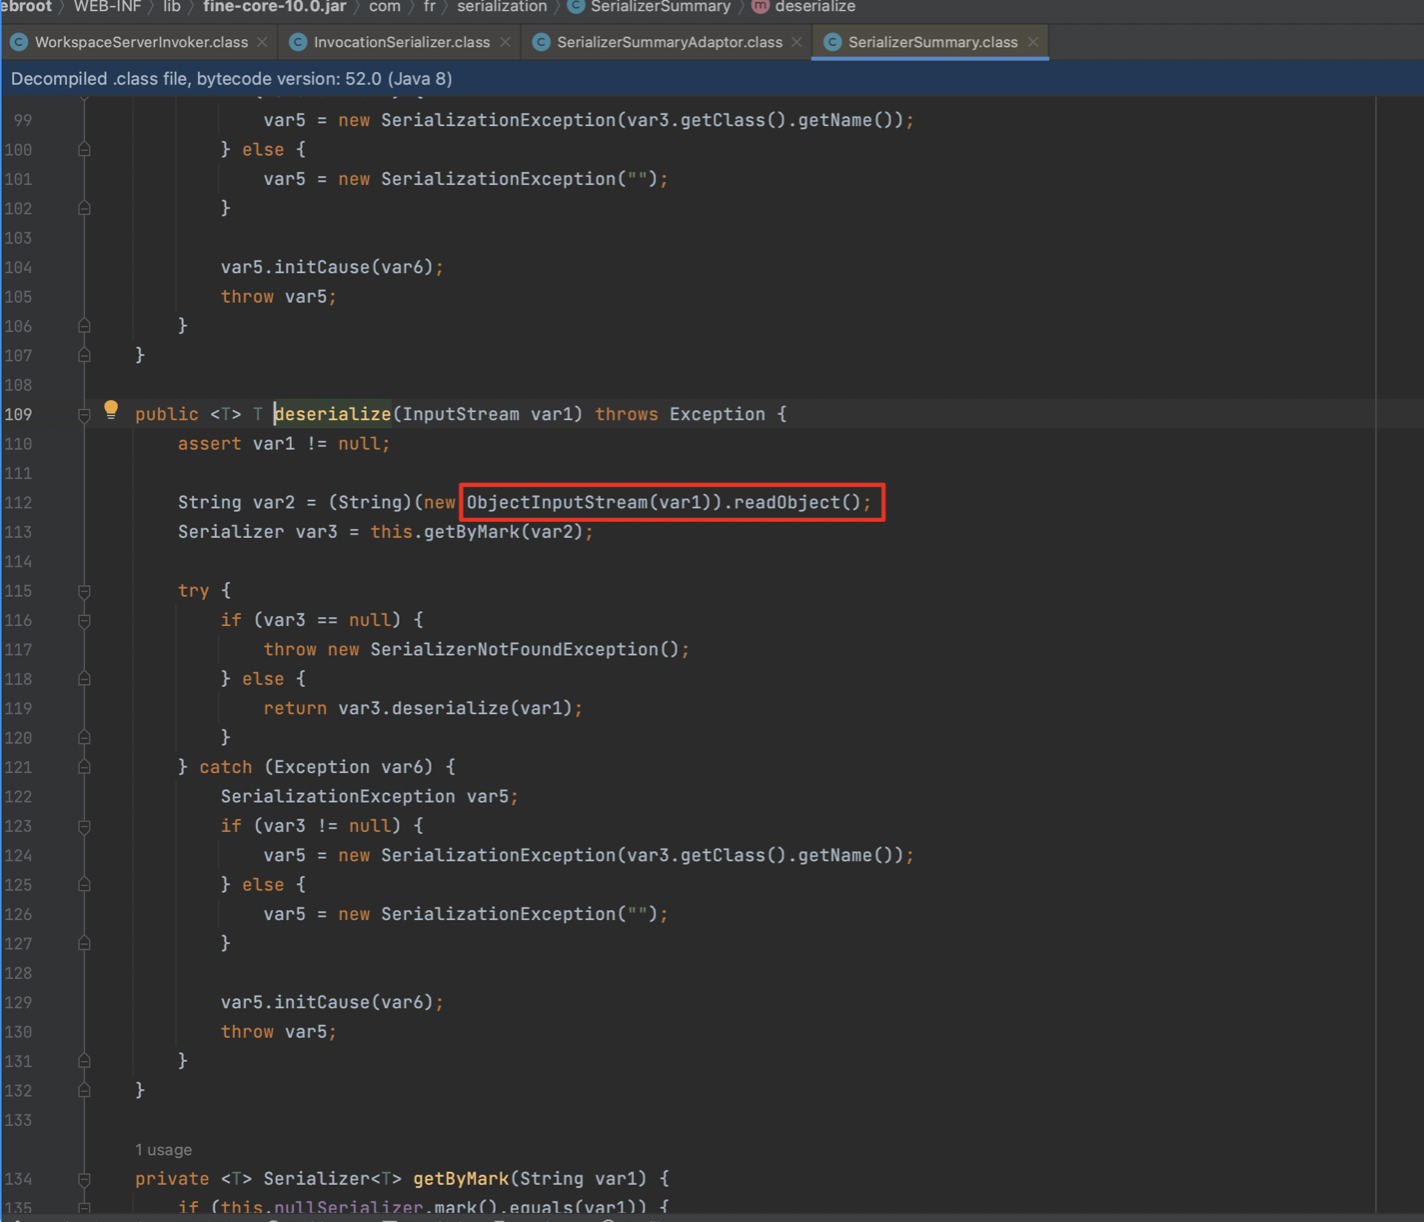 ebroot 〉 WEB-INF 〉 lib 〉 fine-core-10.0.jar 〉 com 〉 fr 〉 serialization 〉 C SerializerSummary 〉 m deserialize
C WorkspaceServerInvoker.class × C InvocationSerializer.class × C SerializerSummaryAdaptor.class × C SerializerSummary.class ×
Decompiled .class file, bytecode version: 52.0 (Java 8)
99 var5 = new SerializationException(var3.getClass().getName());
100 } else {
101 var5 = new SerializationException("");
102 }
103
104 var5.initCause(var6);
105 throw var5;
106 }
107 }
108
109 public <T> T deserialize(InputStream var1) throws Exception {
110 assert var1 != null;
111
112 String var2 = (String)(new ObjectInputStream(var1)).readObject();
113 Serializer var3 = this.getByMark(var2);
114
115 try {
116 if (var3 == null) {
117 throw new SerializerNotFoundException();
118 } else {
119 return var3.deserialize(var1);
120 }
121 } catch (Exception var6) {
122 SerializationException var5;
123 if (var3 != null) {
124 var5 = new SerializationException(var3.getClass().getName());
125 } else {
126 var5 = new SerializationException("");
127 }
128
129 var5.initCause(var6);
130 throw var5;
131 }
132 }
133
1 usage
134 private <T> Serializer<T> getByMark(String var1) {
135 if (this.nullSerializer.mark().equals(var1)) {